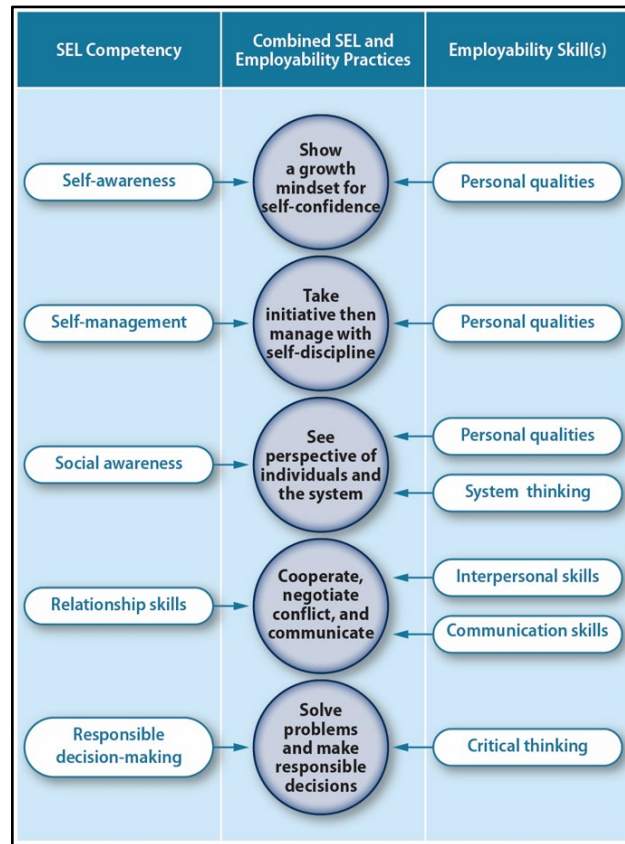 SEL Competency
Combined SEL and
Employability Practices
Employability Skill(s)
Self-awareness
Show
a growth
mindset for
self-confidence
Personal qualities
Self-management
Take
initiative then
manage with
self-discipline
Personal qualities
Social awareness
See
perspective of
individuals and
the system
Personal qualities
System thinking
Relationship skills
Cooperate,
negotiate
conflict, and
communicate
Interpersonal skills
Communication skills
Responsible
decision-making
Solve
problems
and make
responsible
decisions
Critical thinking